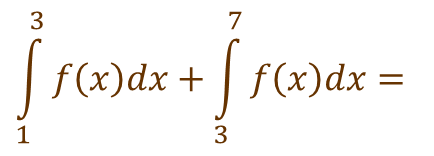 ∫₁³ f(x)dx + ∫₃⁷ f(x)dx =